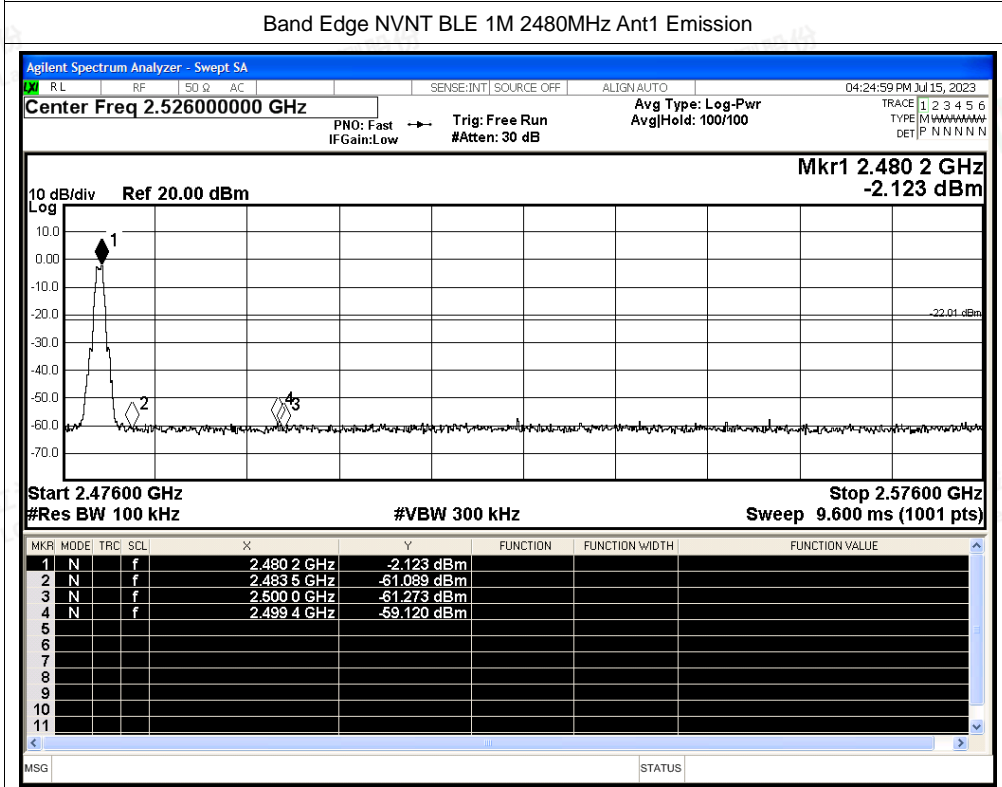 Band Edge NVNT BLE 1M 2480MHz Ant1 Emission
Agilent Spectrum Analyzer - Swept SA
LXI RL RF 50 Ω AC SENSE:INT SOURCE OFF ALIGN AUTO 04:24:59 PM Jul 15, 2023
Center Freq 2.526000000 GHz Avg Type: Log-Pwr TRACE 1 2 3 4 5 6
PNO: Fast Trig: Free Run Avg|Hold: 100/100 TYPE M
IFGain:Low #Atten: 30 dB DET P N N N N N
Mkr1 2.480 2 GHz
10 dB/div Ref 20.00 dBm -2.123 dBm
Log
10.0
1
0.00
-10.0
-20.0
-22.01 dBm
-30.0
-40.0
-50.0
2 4 3
-60.0
-70.0
Start 2.47600 GHz Stop 2.57600 GHz
#Res BW 100 kHz #VBW 300 kHz Sweep 9.600 ms (1001 pts)
MKR MODE TRC SCL X Y FUNCTION FUNCTION WIDTH FUNCTION VALUE
1 N f 2.480 2 GHz -2.123 dBm
2 N f 2.483 5 GHz -61.089 dBm
3 N f 2.500 0 GHz -61.273 dBm
4 N f 2.499 4 GHz -59.120 dBm
5
6
7
8
9
10
11
MSG STATUS